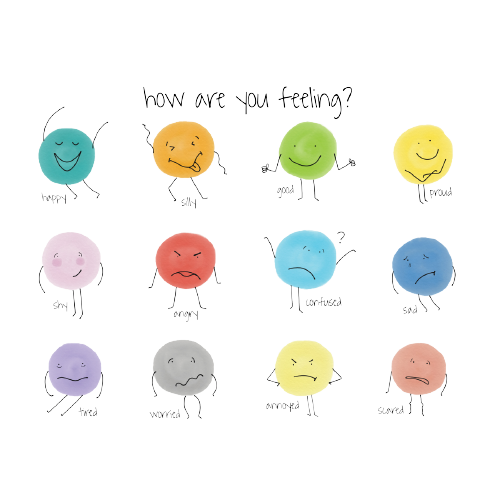 how are you feeling?
happy
silly
good
proud
shy
angry
?
confused
sad
tired
worried
annoyed
scared